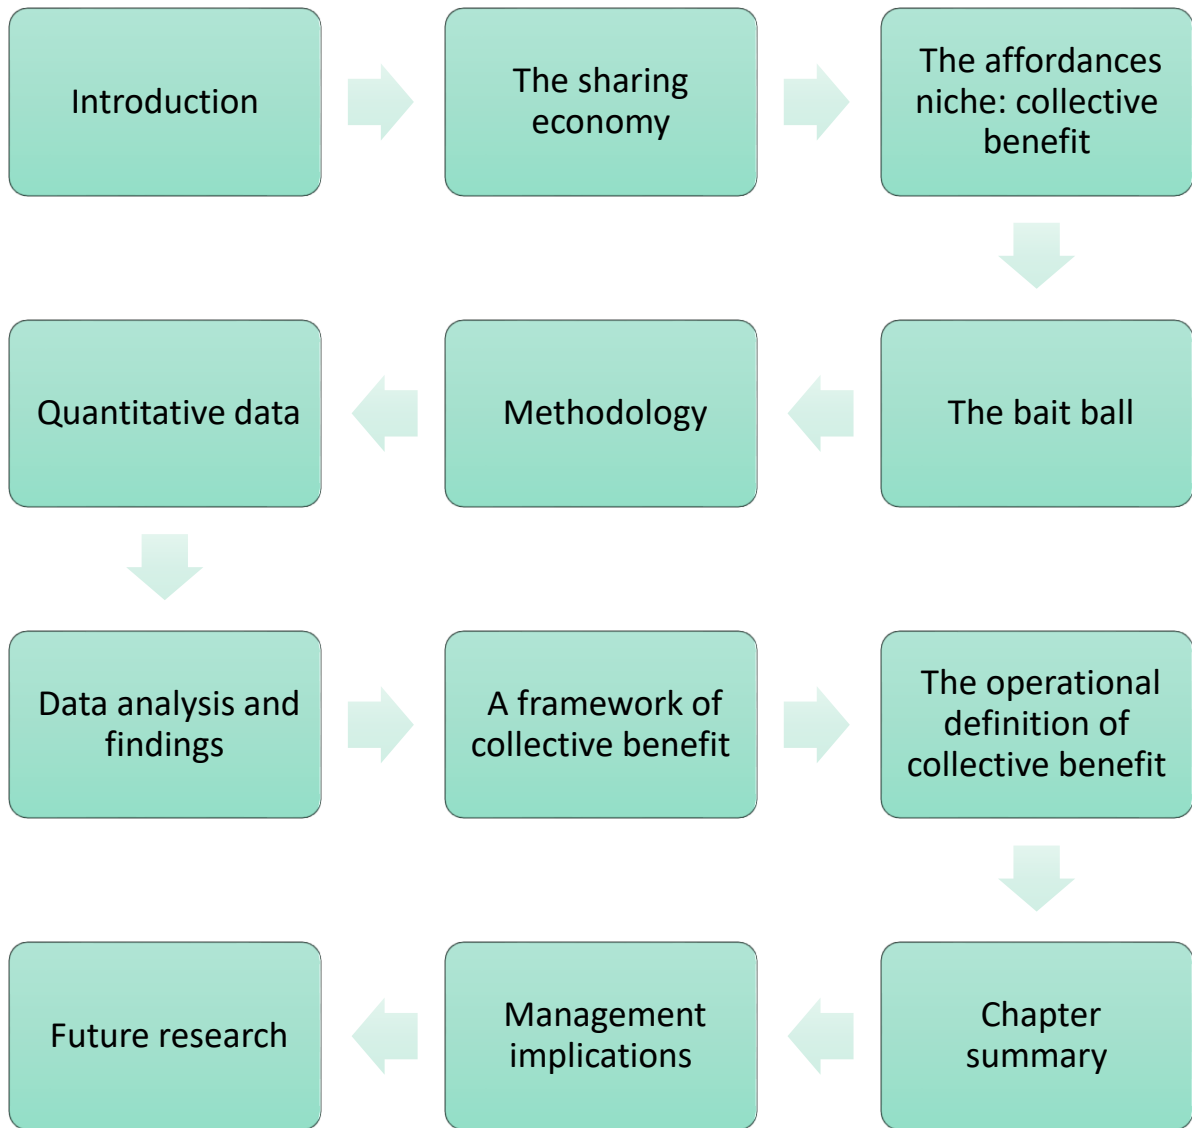 Introduction
The sharing
economy
The affordances
niche: collective
benefit
The bait ball
Methodology
Quantitative data
Data analysis and
findings
A framework of
collective benefit
The operational
definition of
collective benefit
Chapter
summary
Management
implications
Future research